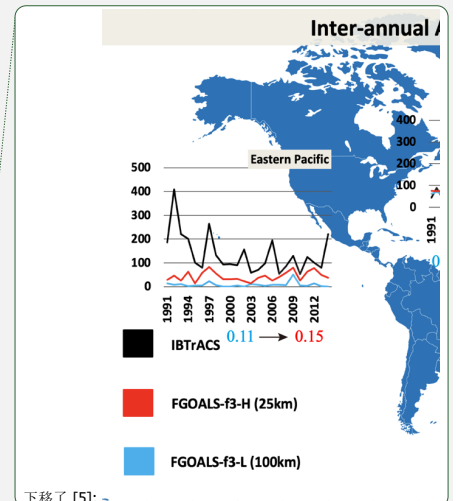 Inter-annual
Eastern Pacific
500
400
300
200
100
0
1991
1994
1997
2000
2003
2006
2009
2012
400
300
200
100
0
1991
0.11 → 0.15
IBTrACS
FGOALS-f3-H (25km)
FGOALS-f3-L (100km)
下移了 [5]: